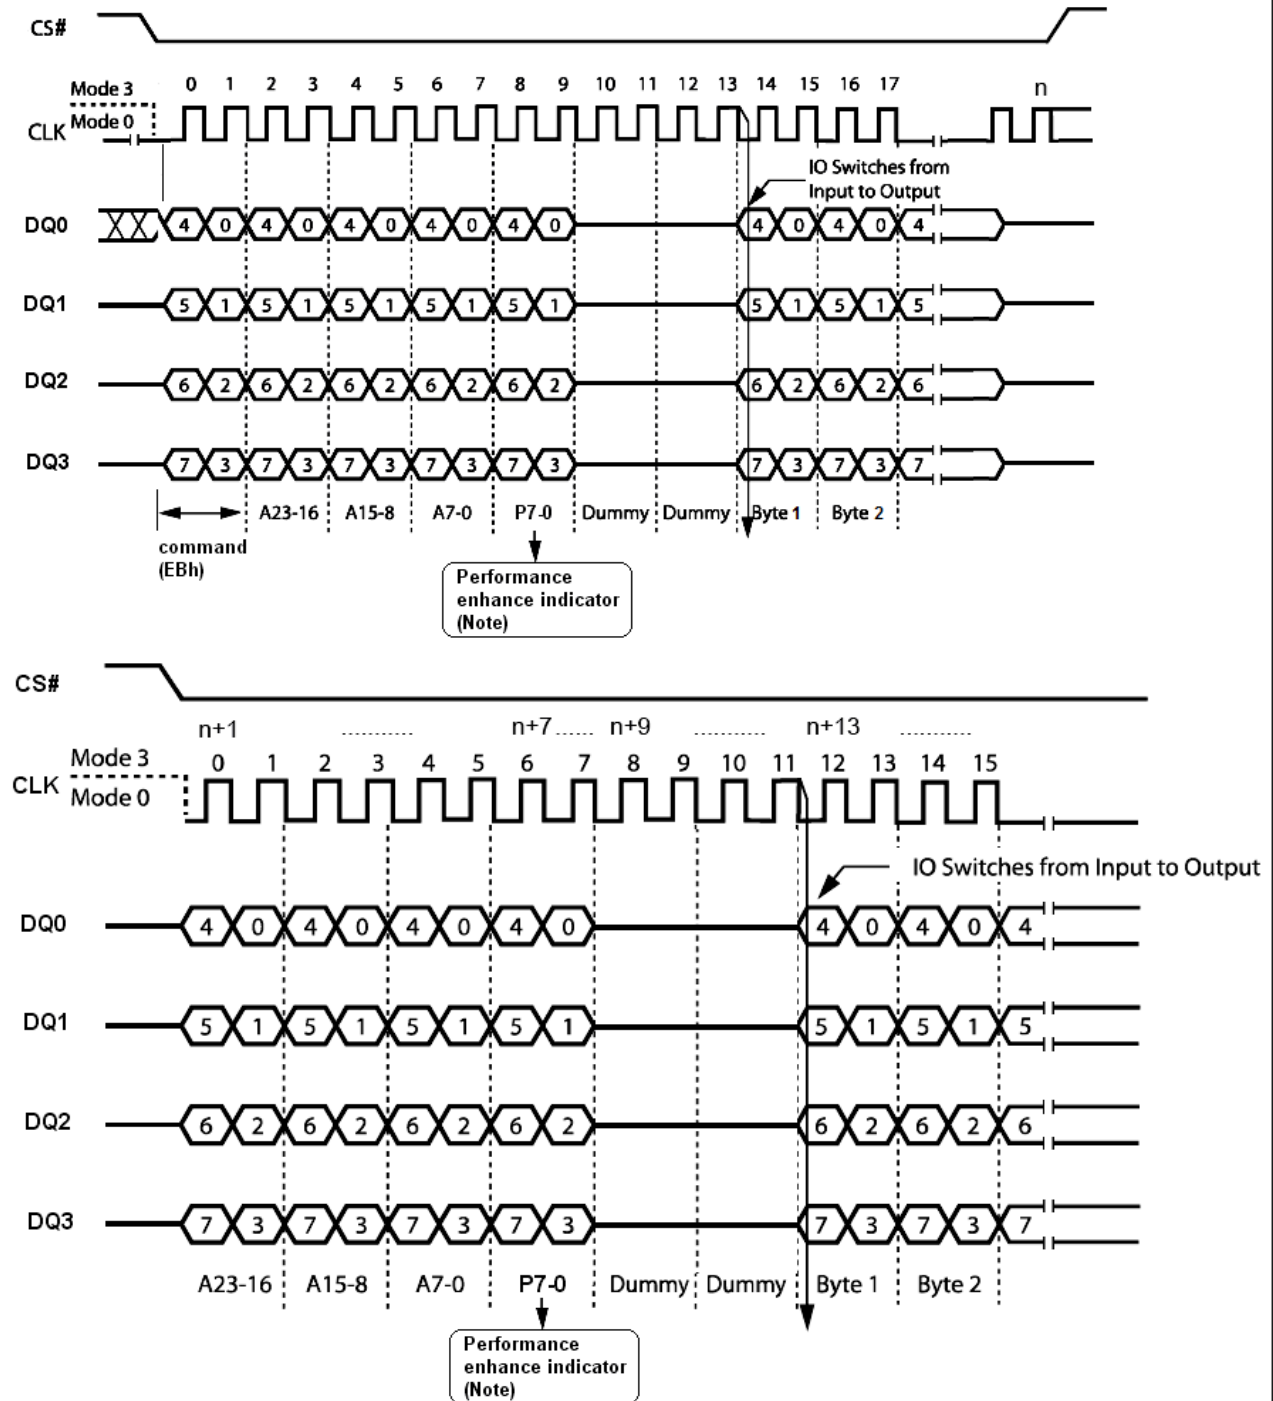 CS#
0 1 2 3 4 5 6 7 8 9 10 11 12 13 14 15 16 17 n
Mode 3
CLK Mode 0
IO Switches from
Input to Output
DQ0 4 0 4 0 4 0 4 0 4 0 4 0 4 0 4
DQ1 5 1 5 1 5 1 5 1 5 1 5 1 5 1 5
DQ2 6 2 6 2 6 2 6 2 6 2 6 2 6 2 6
DQ3 7 3 7 3 7 3 7 3 7 3 7 3 7 3 7
A23-16 A15-8 A7-0 P7-0 Dummy Dummy Byte 1 Byte 2
command
(EBh)
Performance
enhance indicator
(Note)
CS#
n+1 ............ n+7 ...... n+9 ............ n+13 ............
Mode 3 0 1 2 3 4 5 6 7 8 9 10 11 12 13 14 15
CLK Mode 0
IO Switches from Input to Output
DQ0 4 0 4 0 4 0 4 0 4 0 4 0 4
DQ1 5 1 5 1 5 1 5 1 5 1 5 1 5
DQ2 6 2 6 2 6 2 6 2 6 2 6 2 6
DQ3 7 3 7 3 7 3 7 3 7 3 7 3 7
A23-16 A15-8 A7-0 P7-0 Dummy Dummy Byte 1 Byte 2
Performance
enhance indicator
(Note)